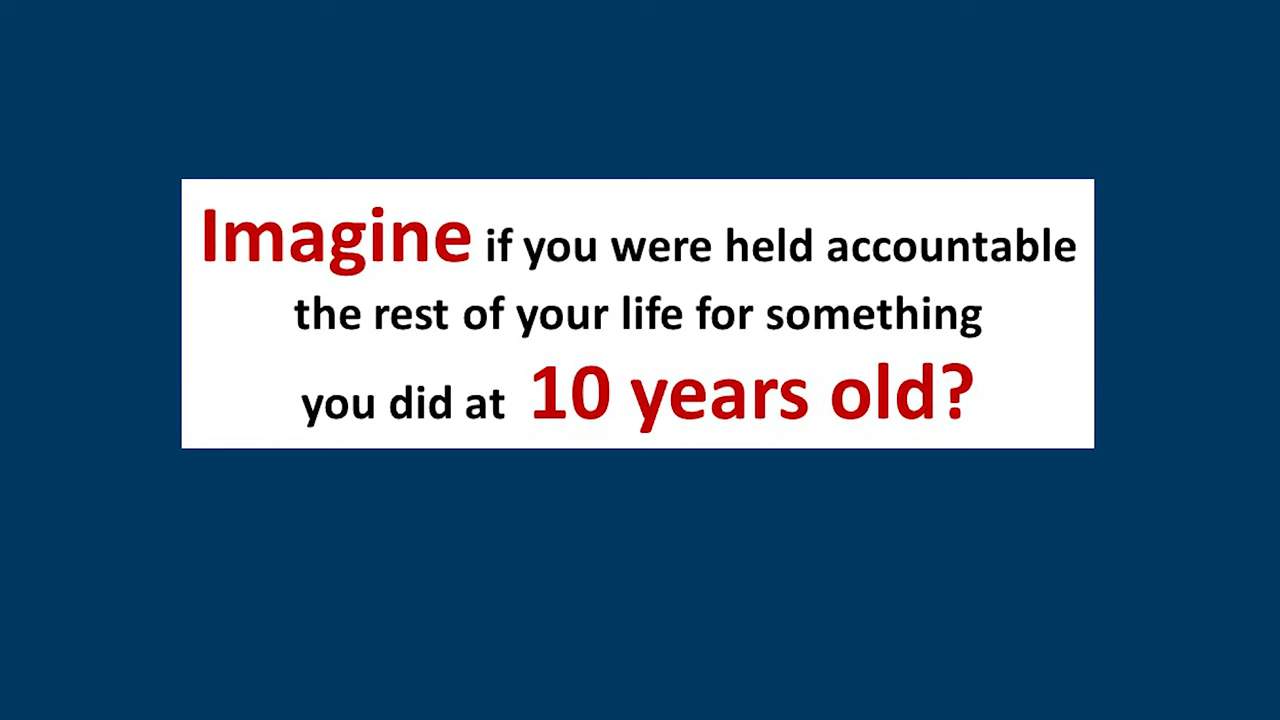 Imagine if you were held accountable
the rest of your life for something
you did at 10 years old?